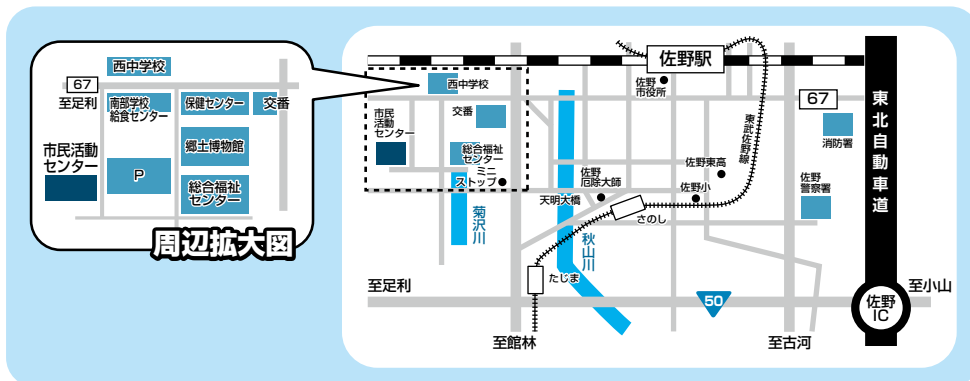 西中学校
67
至足利
南部学校
給食センター
保健センター
交番
市民活動
センター
郷土博物館
P
総合福祉
センター
周辺拡大図
佐野駅
西中学校
佐野
市役所
67
市民
活動
センター
交番
消防署
東武佐野線
東北自動車道
総合福祉
センター
ミニ
ストップ
佐野東高
佐野
厄除大師
佐野小
佐野
警察署
天明大橋
さのし
菊沢川
秋山川
たじま
至足利
50
至小山
佐野
IC
至館林
至古河